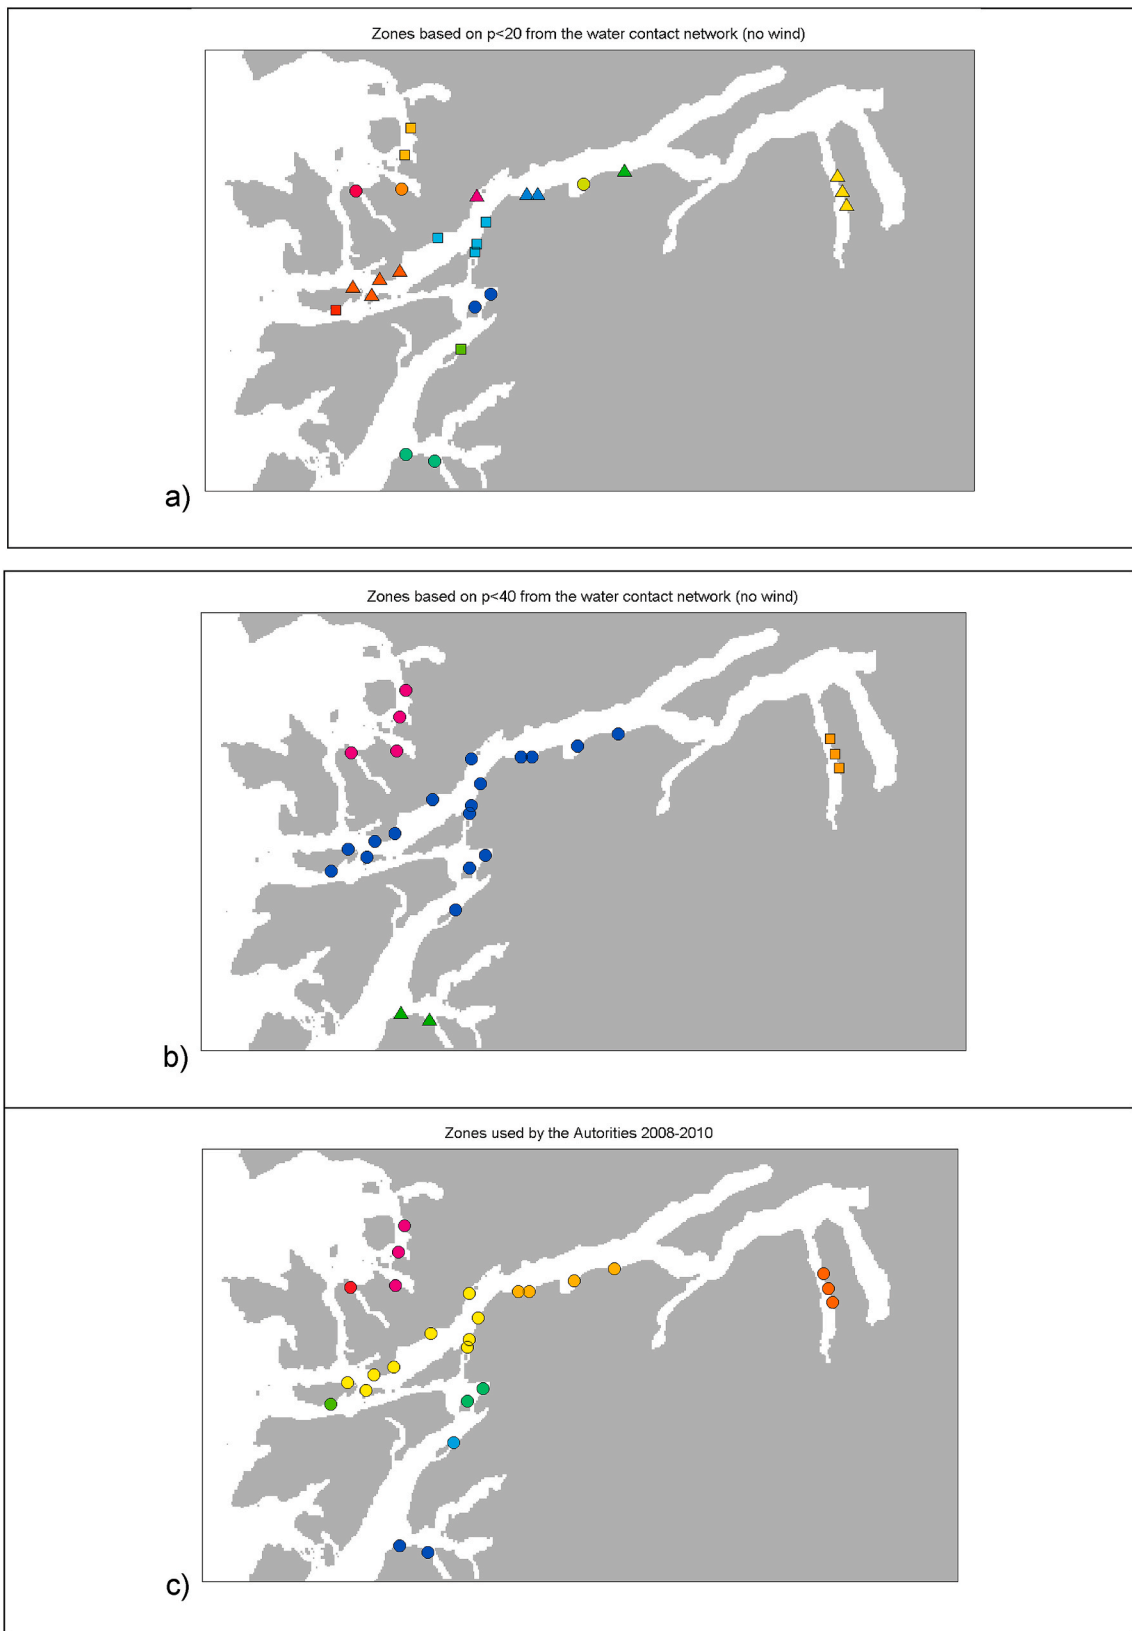 Zones based on p<20 from the water contact network (no wind)
a)
Zones based on p<40 from the water contact network (no wind)
b)
Zones used by the Autorities 2008-2010
c)